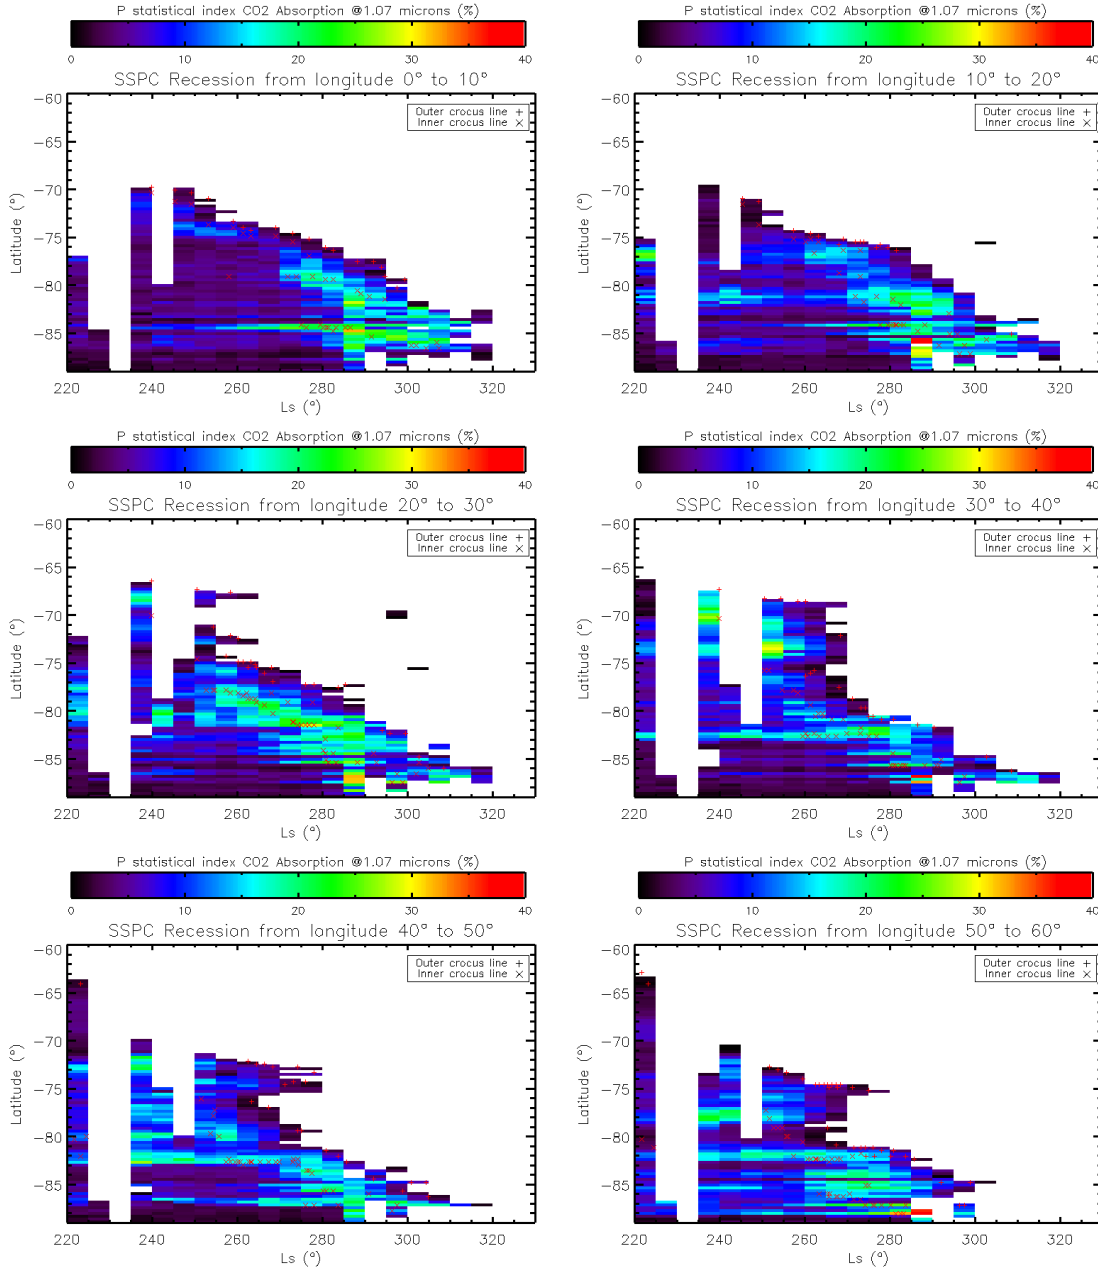 P statistical index CO2 Absorption @1.07 microns (%)
0 10 20 30 40
SSPC Recession from longitude 0° to 10°
Outer crocus line +
Inner crocus line ×
Latitude (°)
-60
-65
-70
-75
-80
-85
220 240 260 280 300 320
Ls (°)
P statistical index CO2 Absorption @1.07 microns (%)
0 10 20 30 40
SSPC Recession from longitude 10° to 20°
Outer crocus line +
Inner crocus line ×
Latitude (°)
-60
-65
-70
-75
-80
-85
220 240 260 280 300 320
Ls (°)
P statistical index CO2 Absorption @1.07 microns (%)
0 10 20 30 40
SSPC Recession from longitude 20° to 30°
Outer crocus line +
Inner crocus line ×
Latitude (°)
-60
-65
-70
-75
-80
-85
220 240 260 280 300 320
Ls (°)
P statistical index CO2 Absorption @1.07 microns (%)
0 10 20 30 40
SSPC Recession from longitude 30° to 40°
Outer crocus line +
Inner crocus line ×
Latitude (°)
-60
-65
-70
-75
-80
-85
220 240 260 280 300 320
Ls (°)
P statistical index CO2 Absorption @1.07 microns (%)
0 10 20 30 40
SSPC Recession from longitude 40° to 50°
Outer crocus line +
Inner crocus line ×
Latitude (°)
-60
-65
-70
-75
-80
-85
220 240 260 280 300 320
Ls (°)
P statistical index CO2 Absorption @1.07 microns (%)
0 10 20 30 40
SSPC Recession from longitude 50° to 60°
Outer crocus line +
Inner crocus line ×
Latitude (°)
-60
-65
-70
-75
-80
-85
220 240 260 280 300 320
Ls (°)